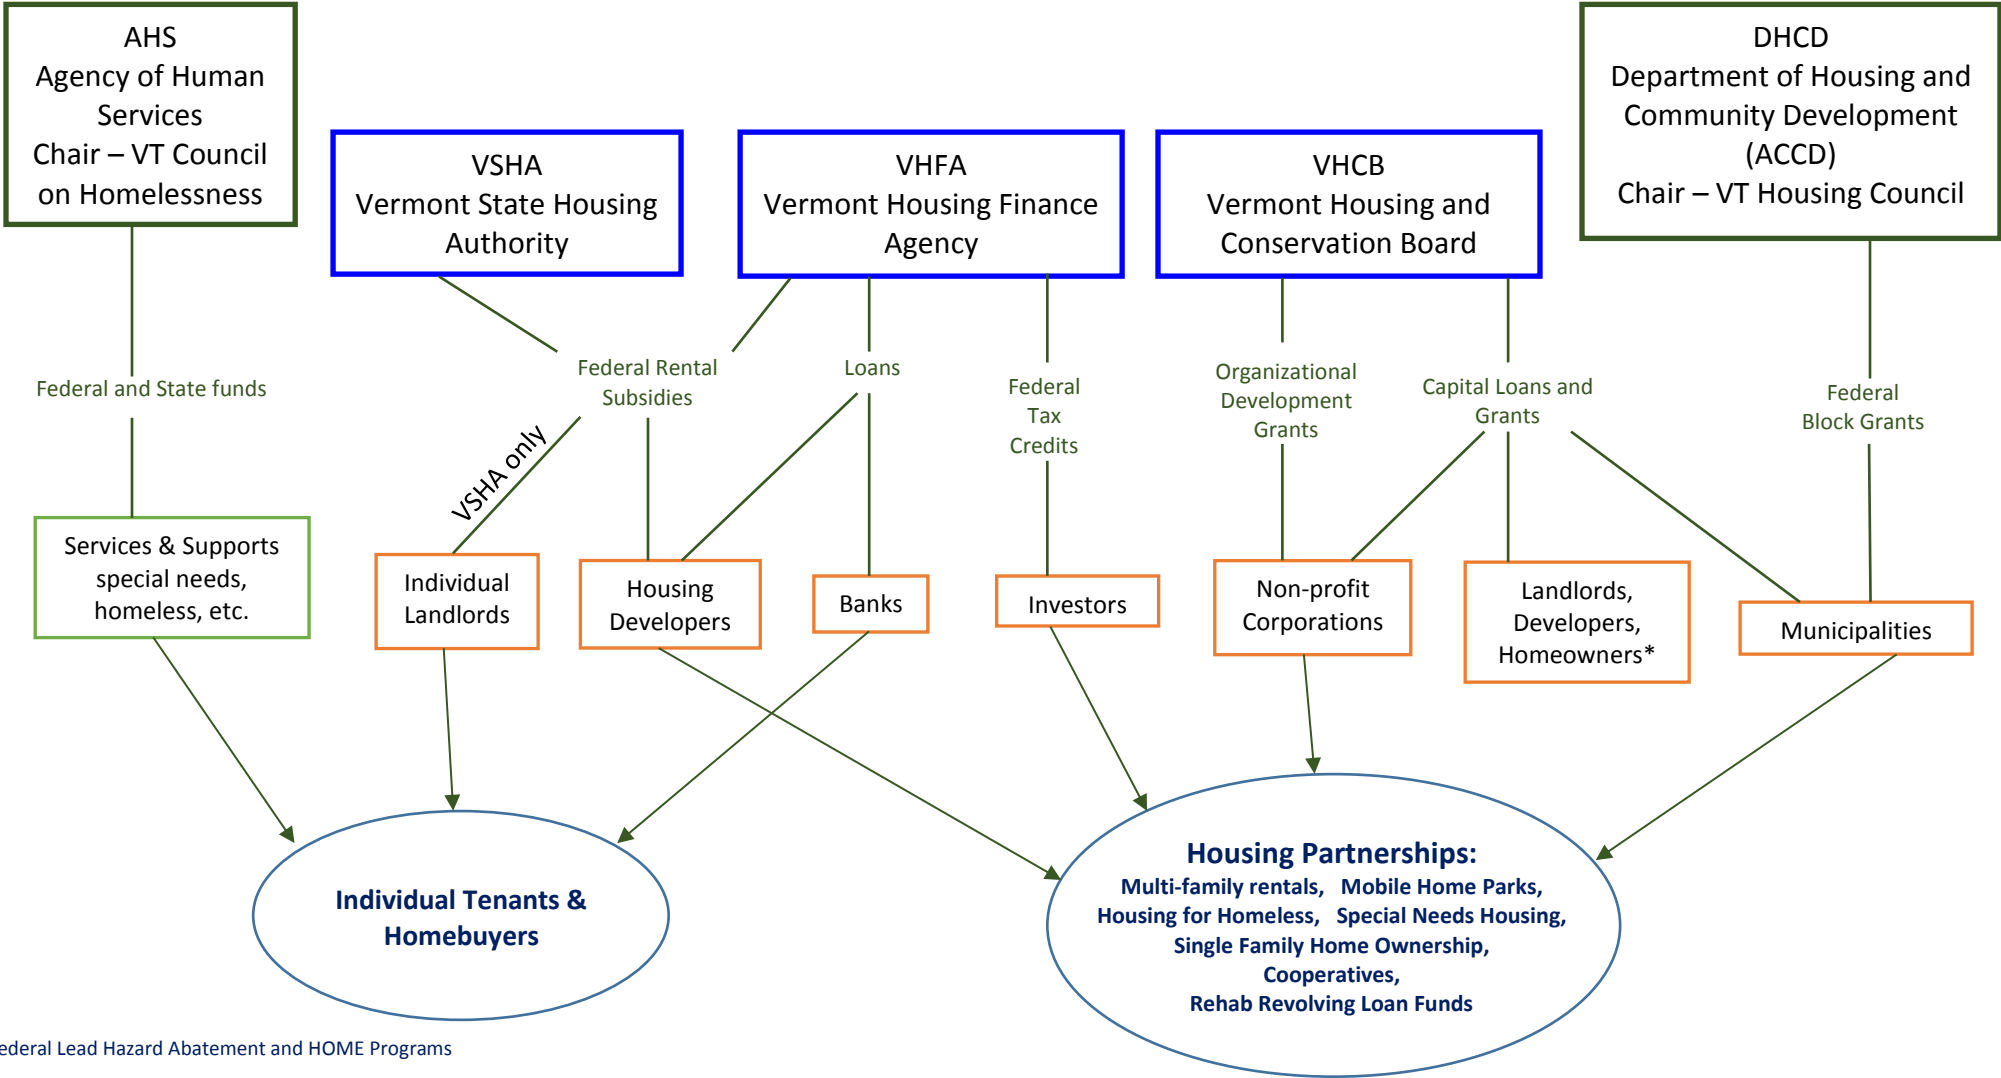 AHS
Agency of Human
Services
Chair – VT Council
on Homelessness
VSHA
Vermont State Housing
Authority
VHFA
Vermont Housing Finance
Agency
VHCB
Vermont Housing and
Conservation Board
DHCD
Department of Housing and
Community Development
(ACCD)
Chair – VT Housing Council
Federal and State funds
Federal Rental
Subsidies
Loans
Federal
Tax
Credits
Organizational
Development
Grants
Capital Loans and
Grants
Federal
Block Grants
VSHA only
Services & Supports
special needs,
homeless, etc.
Individual
Landlords
Housing
Developers
Banks
Investors
Non-profit
Corporations
Landlords,
Developers,
Homeowners*
Municipalities
Individual Tenants &
Homebuyers
Housing Partnerships:
Multi-family rentals, Mobile Home Parks,
Housing for Homeless, Special Needs Housing,
Single Family Home Ownership,
Cooperatives,
Rehab Revolving Loan Funds
ederal Lead Hazard Abatement and HOME Programs